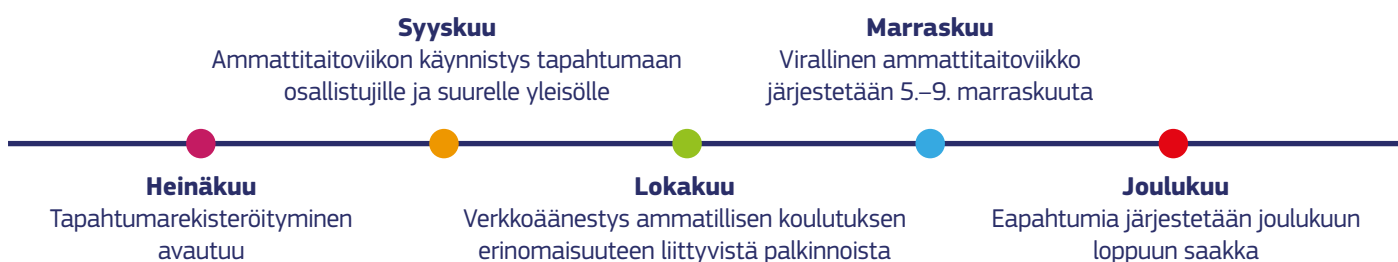 Syyskuu
Ammattitaitoviikon käynnistys tapahtumaan
osallistujille ja suurelle yleisölle
Marraskuu
Virallinen ammattitaitoviikko
järjestetään 5.–9. marraskuuta
Heinäkuu
Tapahtumarekisteröityminen
avautuu
Lokakuu
Verkkoäänestys ammatillisen koulutuksen
erinomaisuuteen liittyvistä palkinnoista
Joulukuu
Eapahtumia järjestetään joulukuun
loppuun saakka